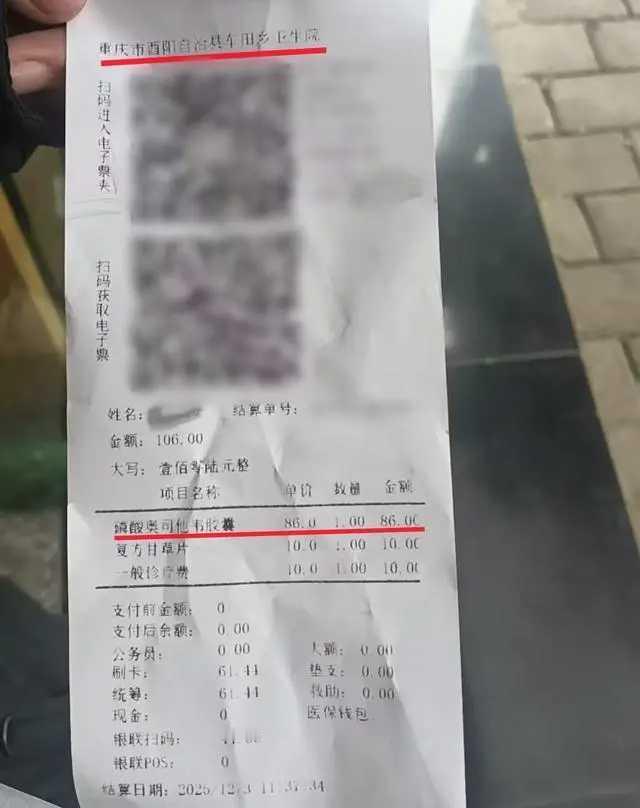 重庆市酉阳自治县车田乡卫生院
扫码进入电子票夹
扫码获取电子票
姓名:
结算单号:
金额: 106.00
大写: 壹佰零陆元整
项目名称 单价 数量 金额
磷酸奥司他韦胶囊 86.0 1.00 86.00
复方甘草片 10.0 1.00 10.00
一般诊疗费 10.0 1.00 10.00
支付前金额: 0
支付后余额: 0.00
公务员: 0.00 大额: 0.00
刷卡: 61.44 垫支: 0.00
统筹: 61.44 救助: 0.00
现金: 0 医保钱包
银联扫码:
银联POS: 0
结算日期: 2025/12/3 11:37:34